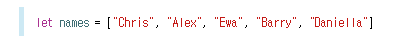 let names = ["Chris", "Alex", "Ewa", "Barry", "Daniella"]